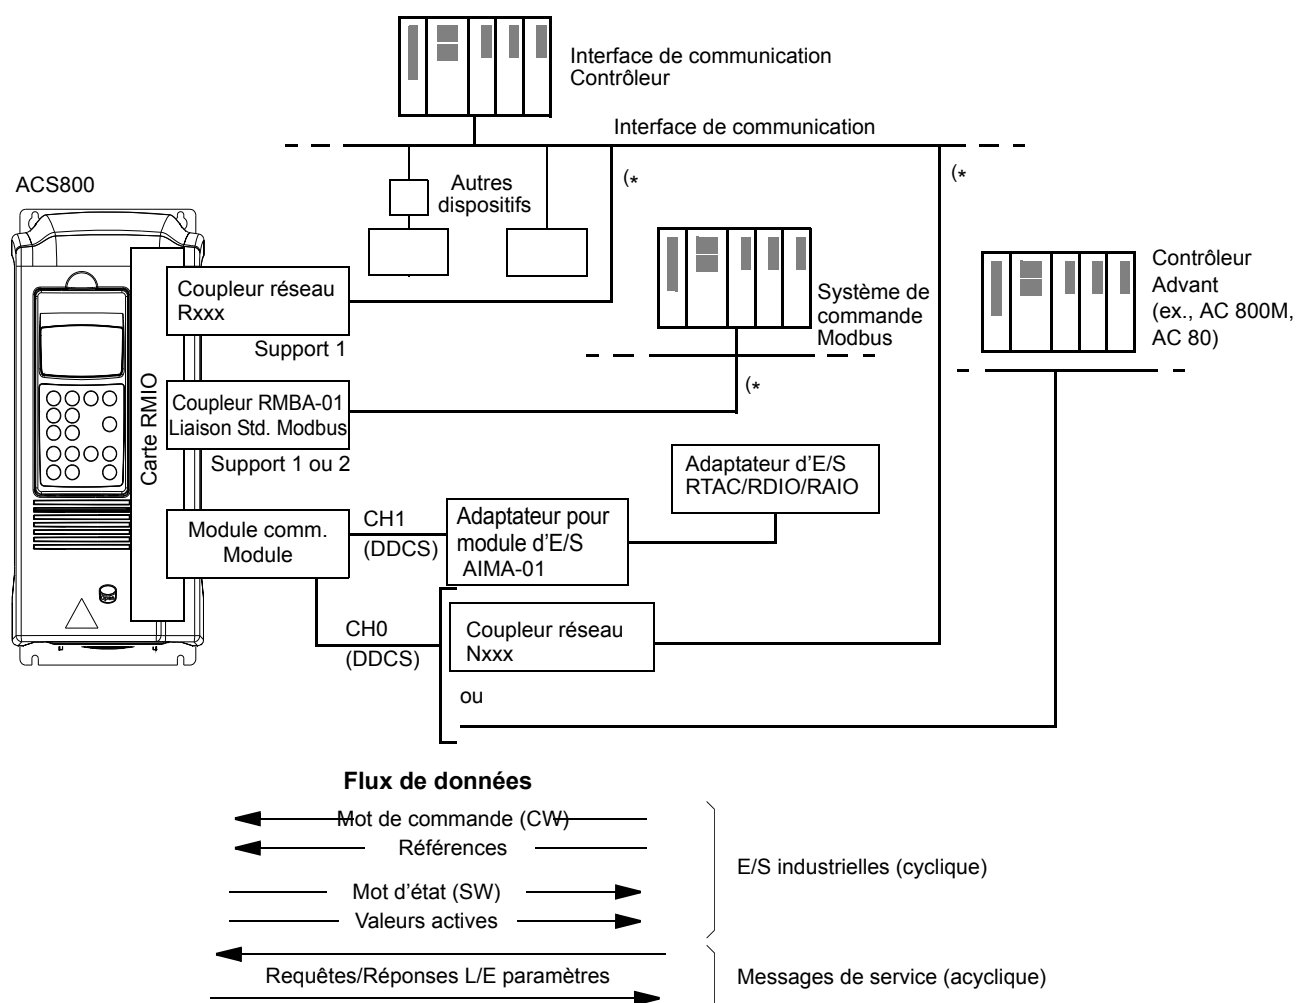 Interface de communication
Contrôleur
Interface de communication
ACS800
(*
(*
Autres
dispositifs
Contrôleur
Advant
(ex., AC 800M,
AC 80)
Coupleur réseau
Rxxx
Système de
commande
Modbus
Support 1
(*
Carte RMIO
Coupleur RMBA-01
Liaison Std. Modbus
Support 1 ou 2
Adaptateur d’E/S
RTAC/RDIO/RAIO
Module comm.
Module
CH1
(DDCS)
Adaptateur pour
module d’E/S
AIMA-01
CH0
(DDCS)
Coupleur réseau
Nxxx
ou
Flux de données
Mot de commande (CW)
Références
E/S industrielles (cyclique)
Mot d’état (SW)
Valeurs actives
Requêtes/Réponses L/E paramètres
Messages de service (acyclique)